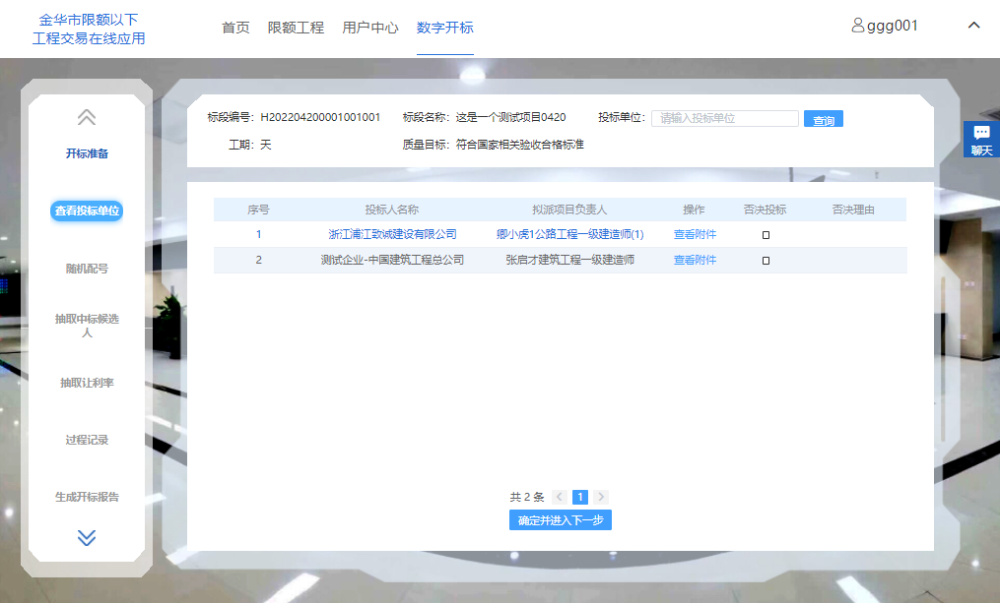 金华市限额以下
工程交易在线应用
首页 限额工程 用户中心 数字开标
ggg001
开标准备
查看投标单位
随机配号
抽取中标候选
人
抽取让利率
过程记录
生成开标报告
标段编号: H202204200001001001 标段名称: 这是一个测试项目0420 投标单位: 请输入投标单位 查询
工期: 天 质量目标: 符合国家相关验收合格标准
聊天
序号 投标人名称 拟派项目负责人 操作 否决投标 否决理由
1 浙江浦江致诚建设有限公司 卿小虎1公路工程一级建造师(1) 查看附件
2 测试企业-中国建筑工程总公司 张启才建筑工程一级建造师 查看附件
共 2 条 1
确定并进入下一步